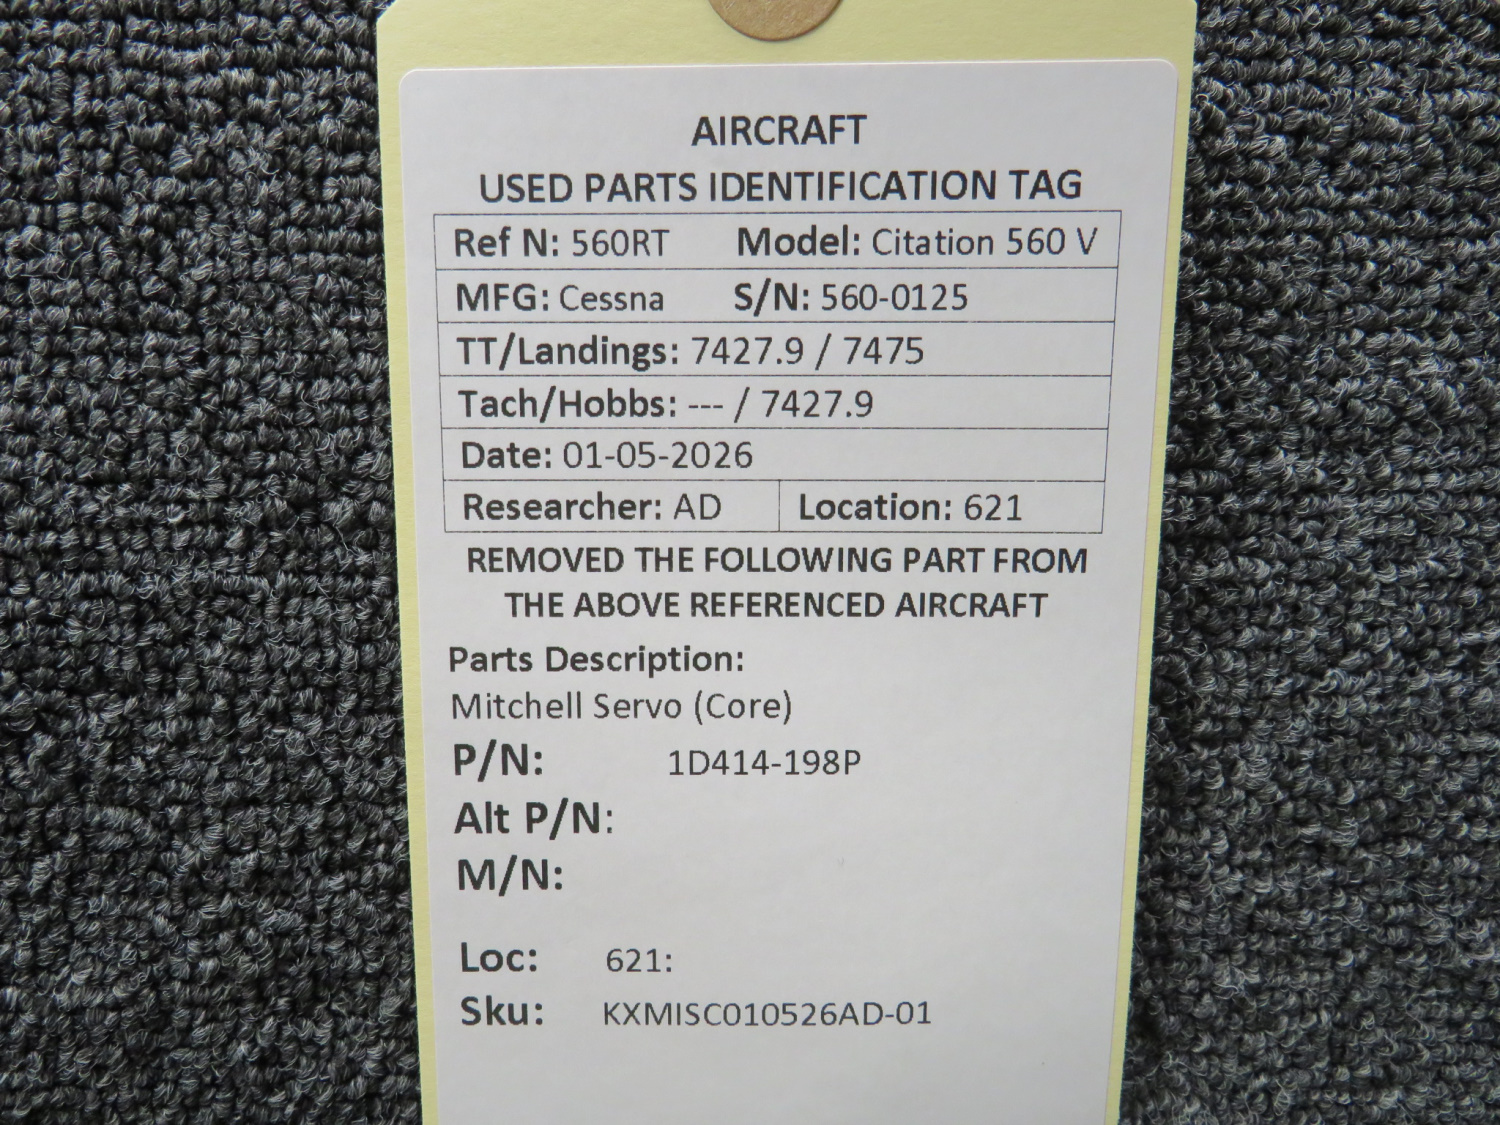 AIRCRAFT
USED PARTS IDENTIFICATION TAG
Ref N: 560RT Model: Citation 560 V
MFG: Cessna S/N: 560-0125
TT/Landings: 7427.9 / 7475
Tach/Hobbs: --- / 7427.9
Date: 01-05-2026
Researcher: AD Location: 621
REMOVED THE FOLLOWING PART FROM
THE ABOVE REFERENCED AIRCRAFT
Parts Description:
Mitchell Servo (Core)
P/N: 1D414-198P
Alt P/N:
M/N:
Loc: 621:
Sku: KXMISC010526AD-01